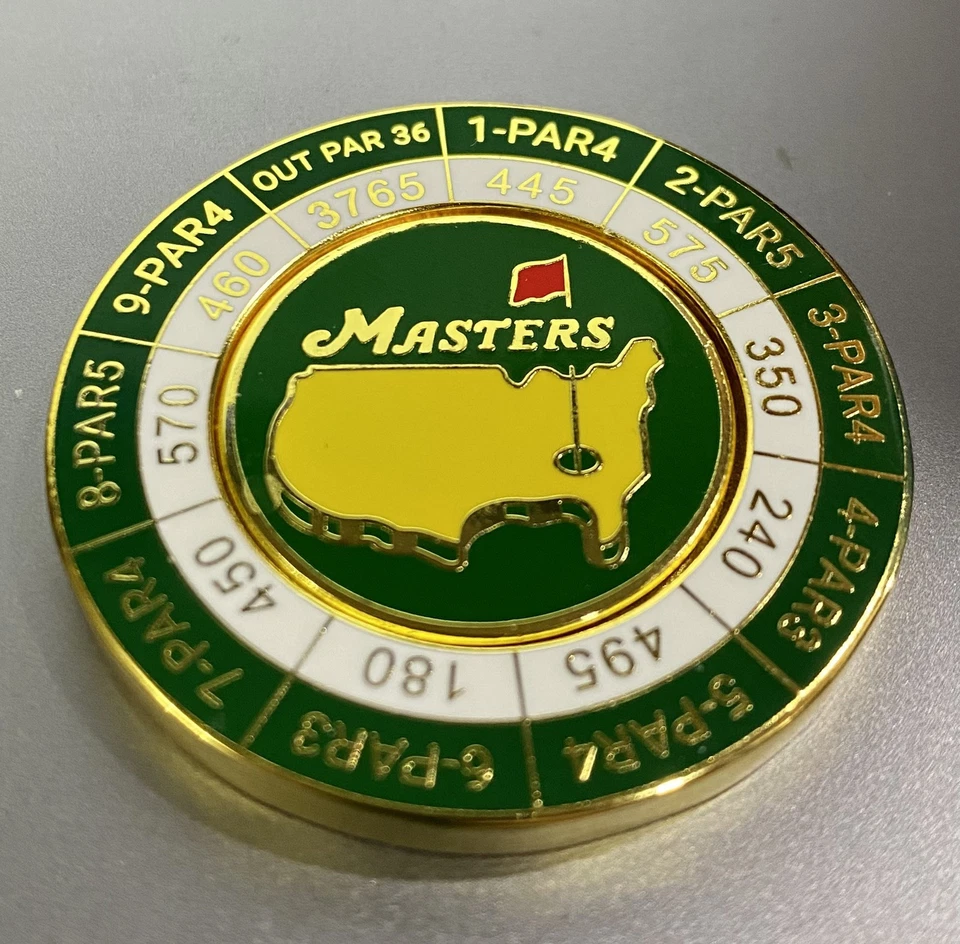 MASTERS
1-PAR4
445
2-PAR5
575
3-PAR4
350
4-PAR3
240
5-PAR4
495
6-PAR3
180
7-PAR4
450
8-PAR5
570
9-PAR4
460
OUT PAR 36
3765